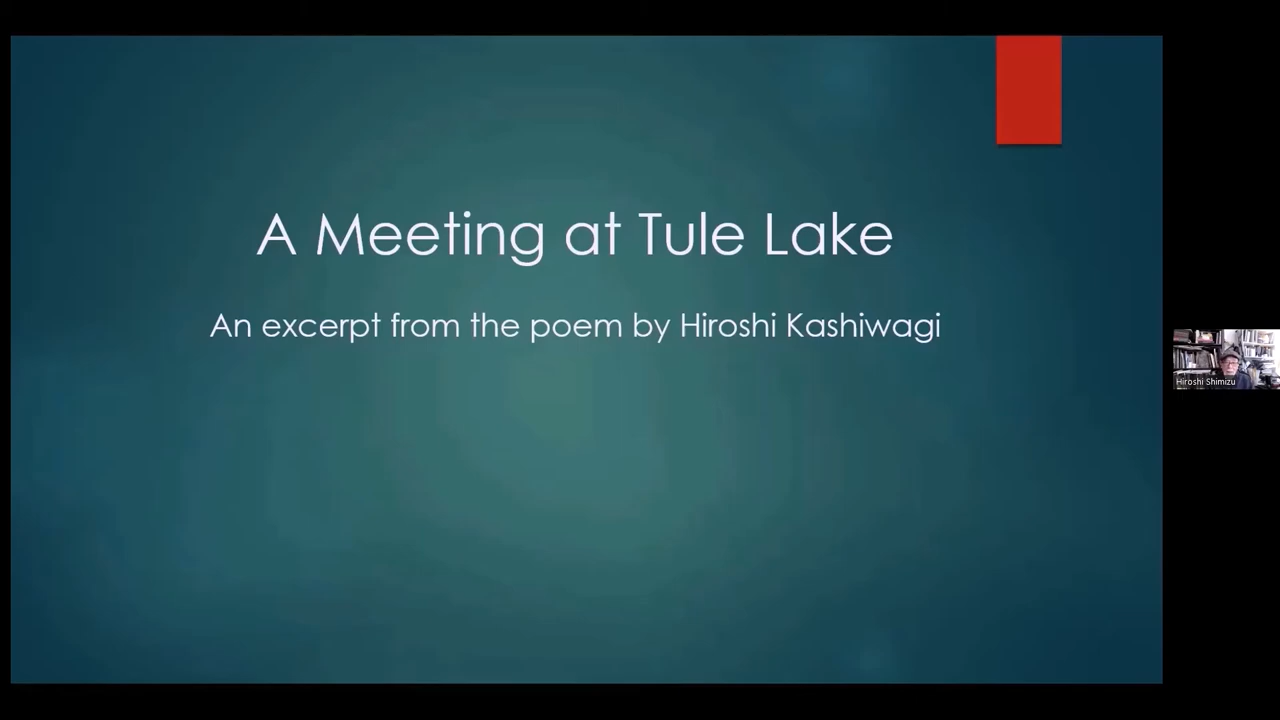 A Meeting at Tule Lake
An excerpt from the poem by Hiroshi Kashiwagi
Hiroshi Shimizu